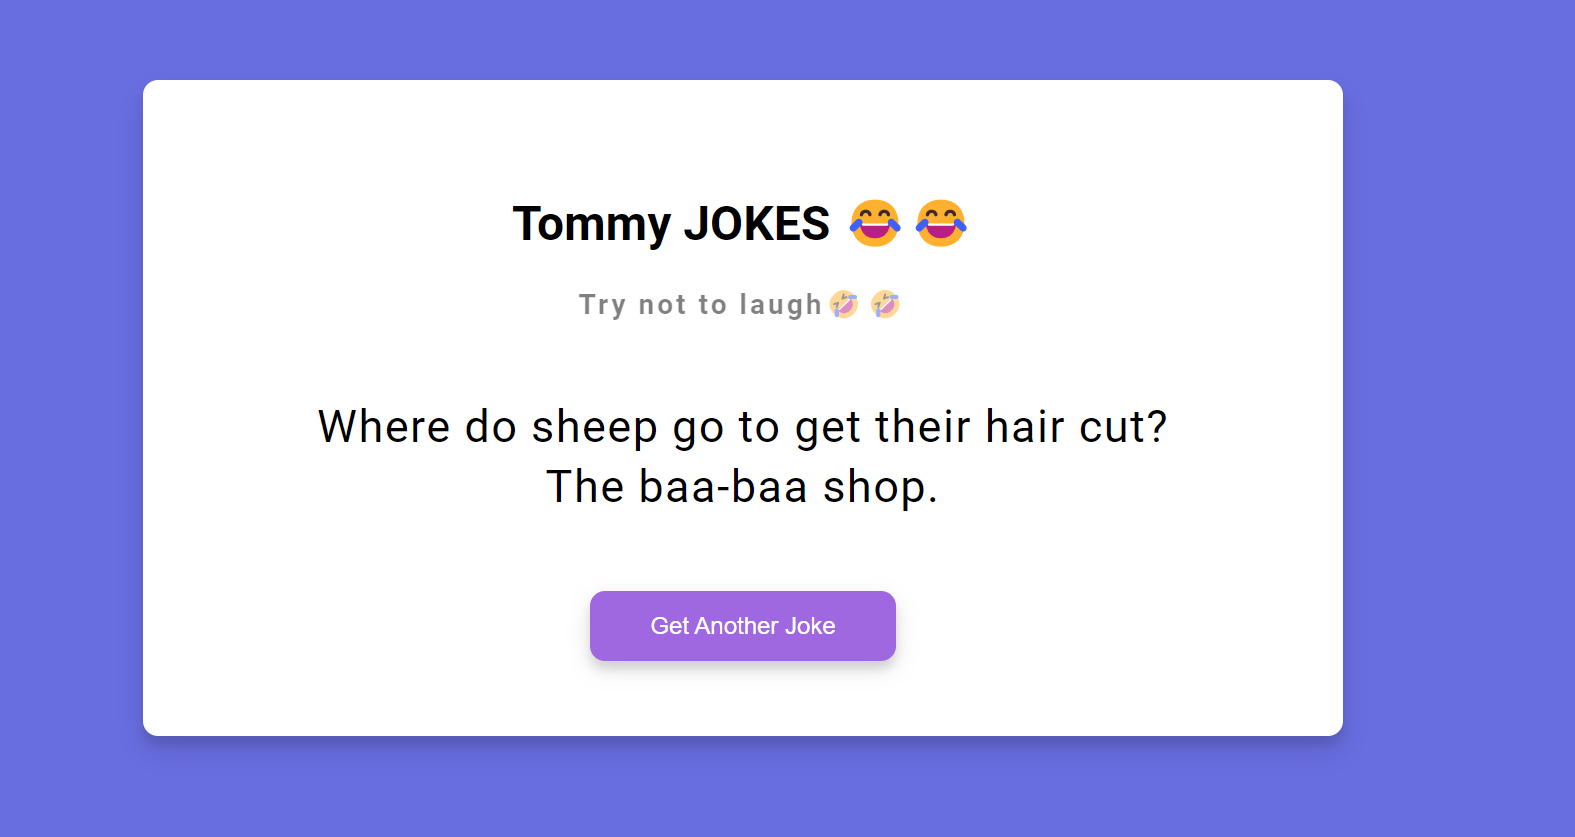 Tommy JOKES 😂😂
Try not to laugh🤣🤣
Where do sheep go to get their hair cut?
The baa-baa shop.
Get Another Joke